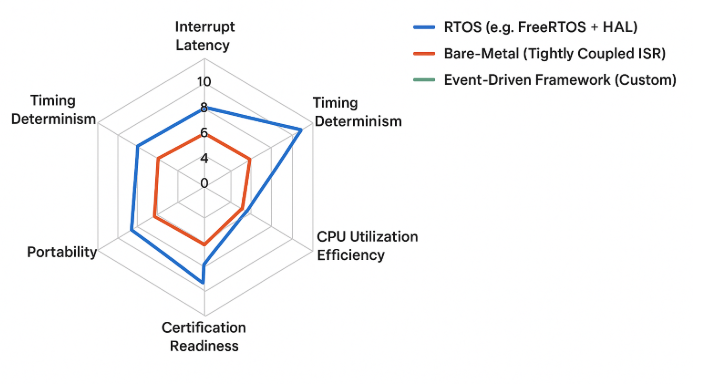 Interrupt
Latency
RTOS (e.g. FreeRTOS + HAL)
Bare-Metal (Tightly Coupled ISR)
Event-Driven Framework (Custom)
10
8
6
4
0
Timing
Determinism
Timing
Determinism
CPU Utilization
Efficiency
Portability
Certification
Readiness